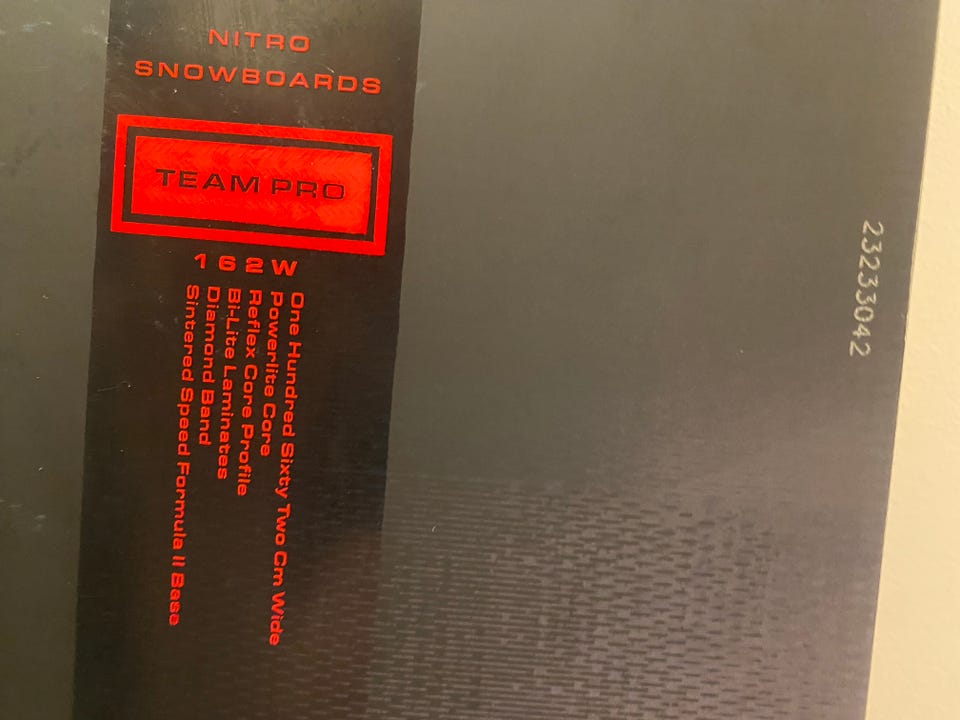 NITRO
SNOWBOARDS
TEAM PRO
162W
One Hundred Sixty Two Cm Wide
Powerlite Core
Reflex Core Profile
Bi-Lite Laminates
Diamond Band
Sintered Speed Formula II Base
23233042